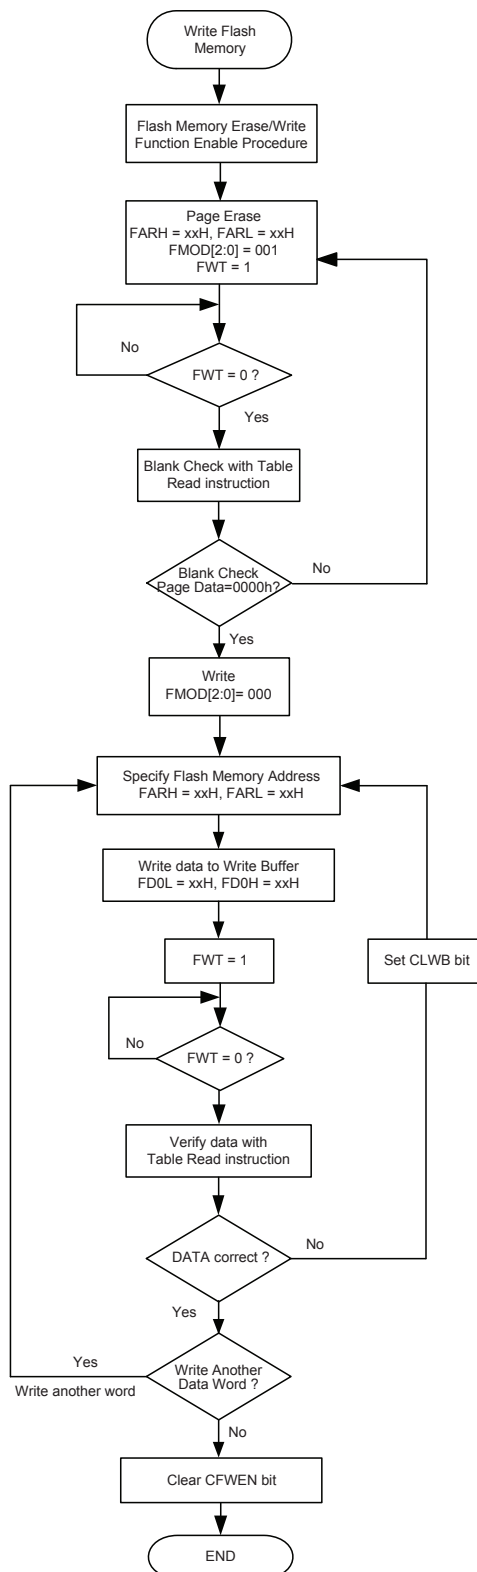 Write Flash
Memory
Flash Memory Erase/Write
Function Enable Procedure
Page Erase
FARH = xxH, FARL = xxH
FMOD[2:0] = 001
FWT = 1
No
FWT = 0 ?
Yes
Blank Check with Table
Read instruction
Blank Check
Page Data=0000h?
No
Yes
Write
FMOD[2:0]= 000
Specify Flash Memory Address
FARH = xxH, FARL = xxH
Write data to Write Buffer
FD0L = xxH, FD0H = xxH
FWT = 1
Set CLWB bit
No
FWT = 0 ?
Verify data with
Table Read instruction
DATA correct ?
No
Yes
Yes
Write another word
Write Another
Data Word ?
No
Clear CFWEN bit
END